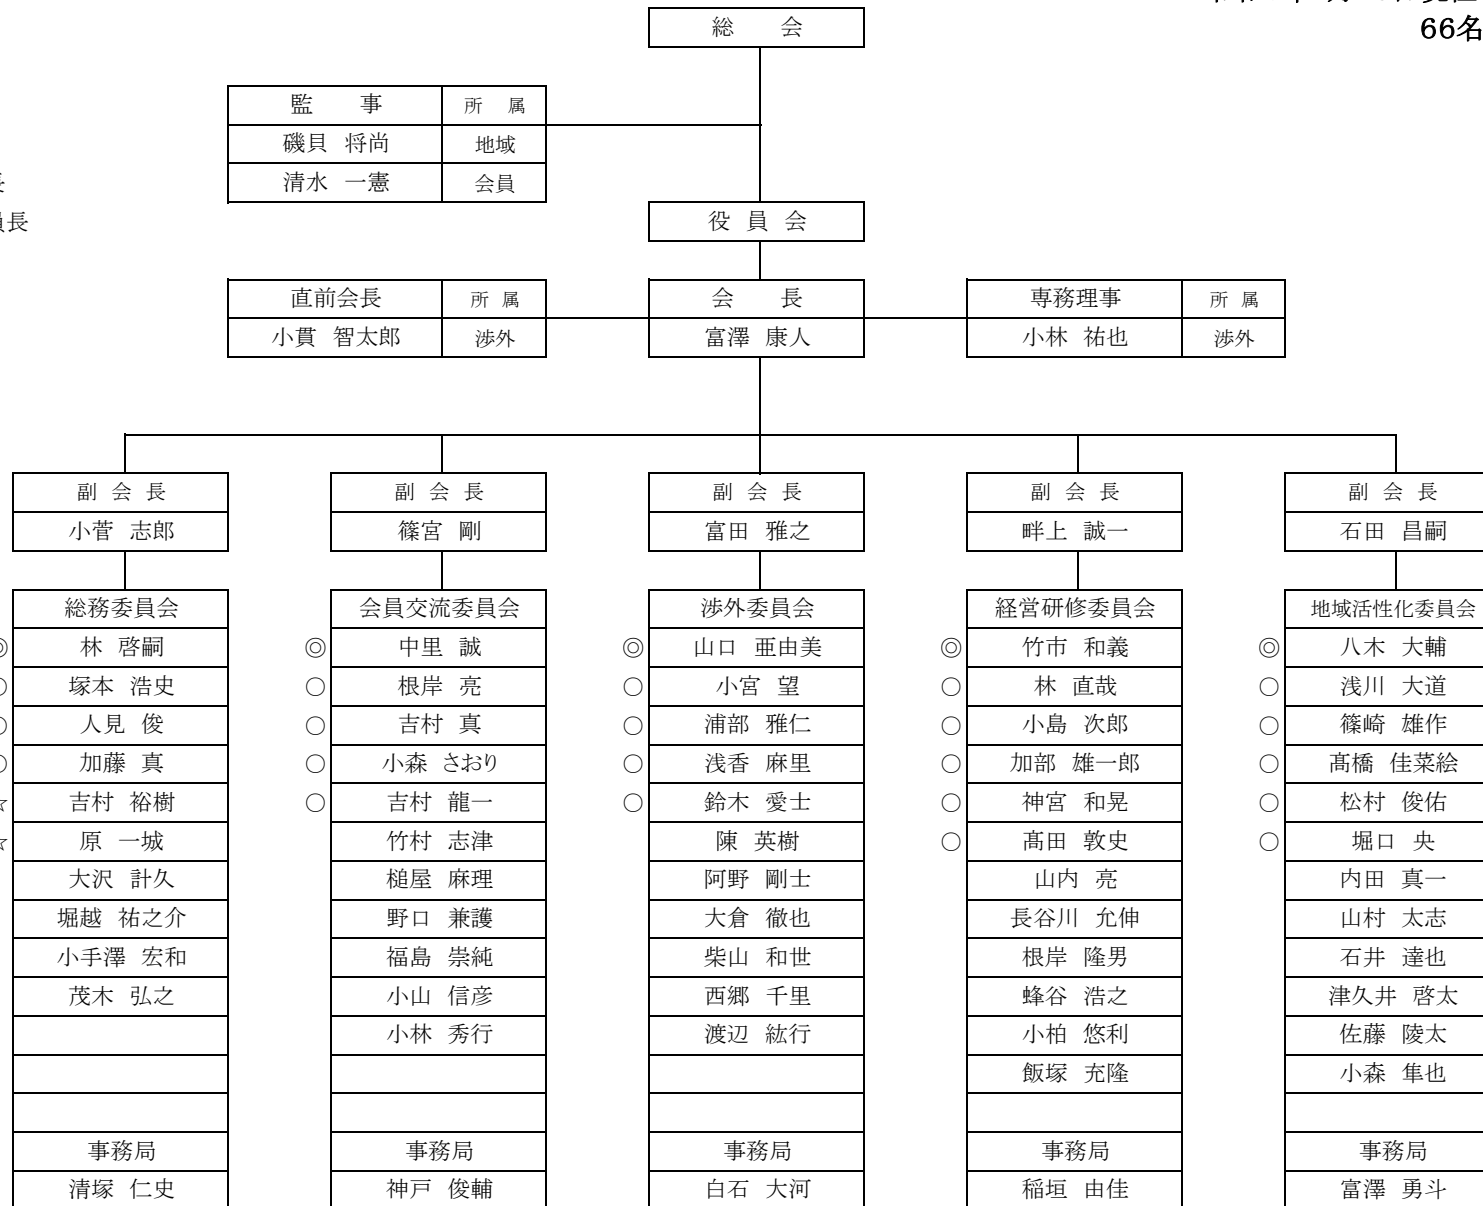 66名
総　会
監　事　所　属
磯貝 将尚　地域
清水 一憲　会員
員長
役 員 会
直前会長　所 属　会　長　専務理事　所 属
小貫 智太郎　渉外　富澤 康人　小林 祐也　渉外
副 会 長　副 会 長　副 会 長　副 会 長　副 会 長
小菅 志郎　篠宮 剛　富田 雅之　畔上 誠一　石田 昌嗣
総務委員会　会員交流委員会　渉外委員会　経営研修委員会　地域活性化委員会
◎ 林 啓嗣　◎ 中里 誠　◎ 山口 亜由美　◎ 竹市 和義　◎ 八木 大輔
○ 塚本 浩史　○ 根岸 亮　○ 小宮 望　○ 林 直哉　○ 浅川 大道
○ 人見 俊　○ 吉村 真　○ 浦部 雅仁　○ 小島 次郎　○ 篠崎 雄作
○ 加藤 真　○ 小森 さおり　○ 浅香 麻里　○ 加部 雄一郎　○ 髙橋 佳菜絵
☆ 吉村 裕樹　○ 吉村 龍一　○ 鈴木 愛士　○ 神宮 和晃　○ 松村 俊佑
☆ 原 一城　竹村 志津　陳 英樹　○ 髙田 敦史　○ 堀口 央
大沢 計久　槌屋 麻理　阿野 剛士　山内 亮　内田 真一
堀越 祐之介　野口 兼護　大倉 徹也　長谷川 允伸　山村 太志
小手澤 宏和　福島 崇純　柴山 和世　根岸 隆男　石井 達也
茂木 弘之　小山 信彦　西郷 千里　蜂谷 浩之　津久井 啓太
小林 秀行　渡辺 紘行　小柏 悠利　佐藤 陵太
飯塚 充隆　小森 隼也
事務局　事務局　事務局　事務局　事務局
清塚 仁史　神戸 俊輔　白石 大河　稲垣 由佳　富澤 勇斗